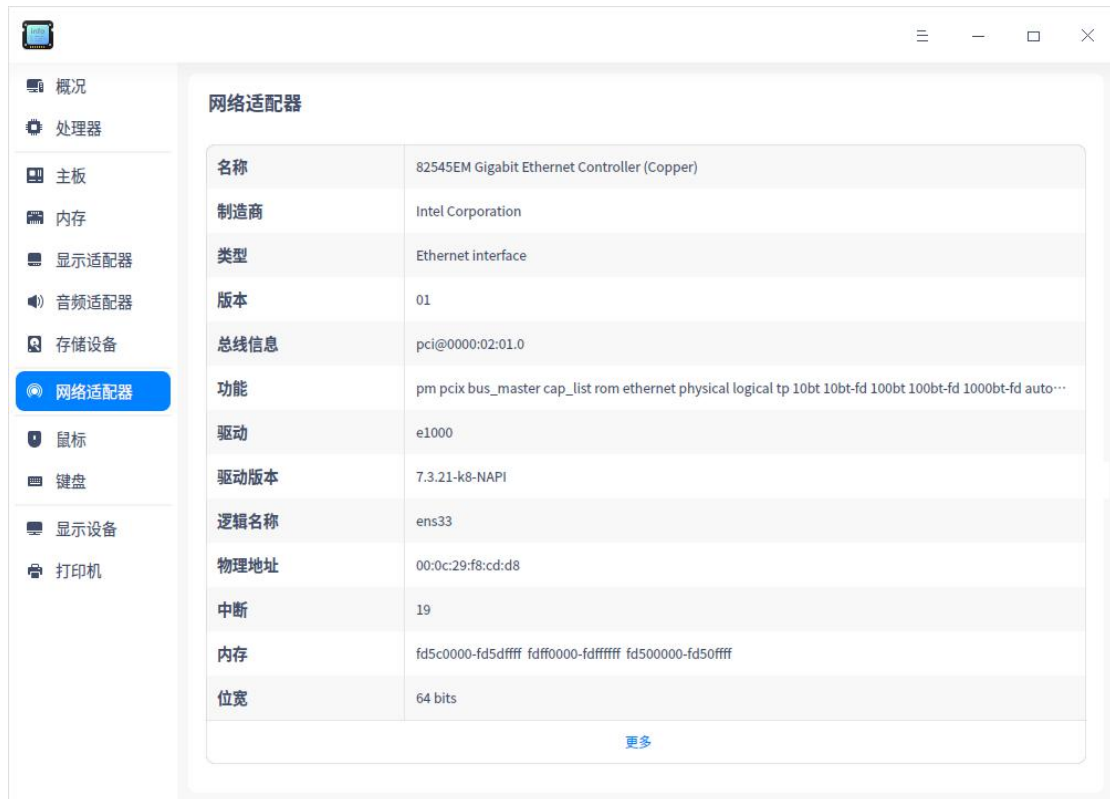 概况
处理器
主板
内存
显示适配器
音频适配器
存储设备
网络适配器
鼠标
键盘
显示设备
打印机
网络适配器
名称 82545EM Gigabit Ethernet Controller (Copper)
制造商 Intel Corporation
类型 Ethernet interface
版本 01
总线信息 pci@0000:02:01.0
功能 pm pcix bus_master cap_list rom ethernet physical logical tp 10bt 10bt-fd 100bt 100bt-fd 1000bt-fd auto…
驱动 e1000
驱动版本 7.3.21-k8-NAPI
逻辑名称 ens33
物理地址 00:0c:29:f8:cd:d8
中断 19
内存 fd5c0000-fd5dffff fdff0000-fdffffff fd500000-fd50ffff
位宽 64 bits
更多